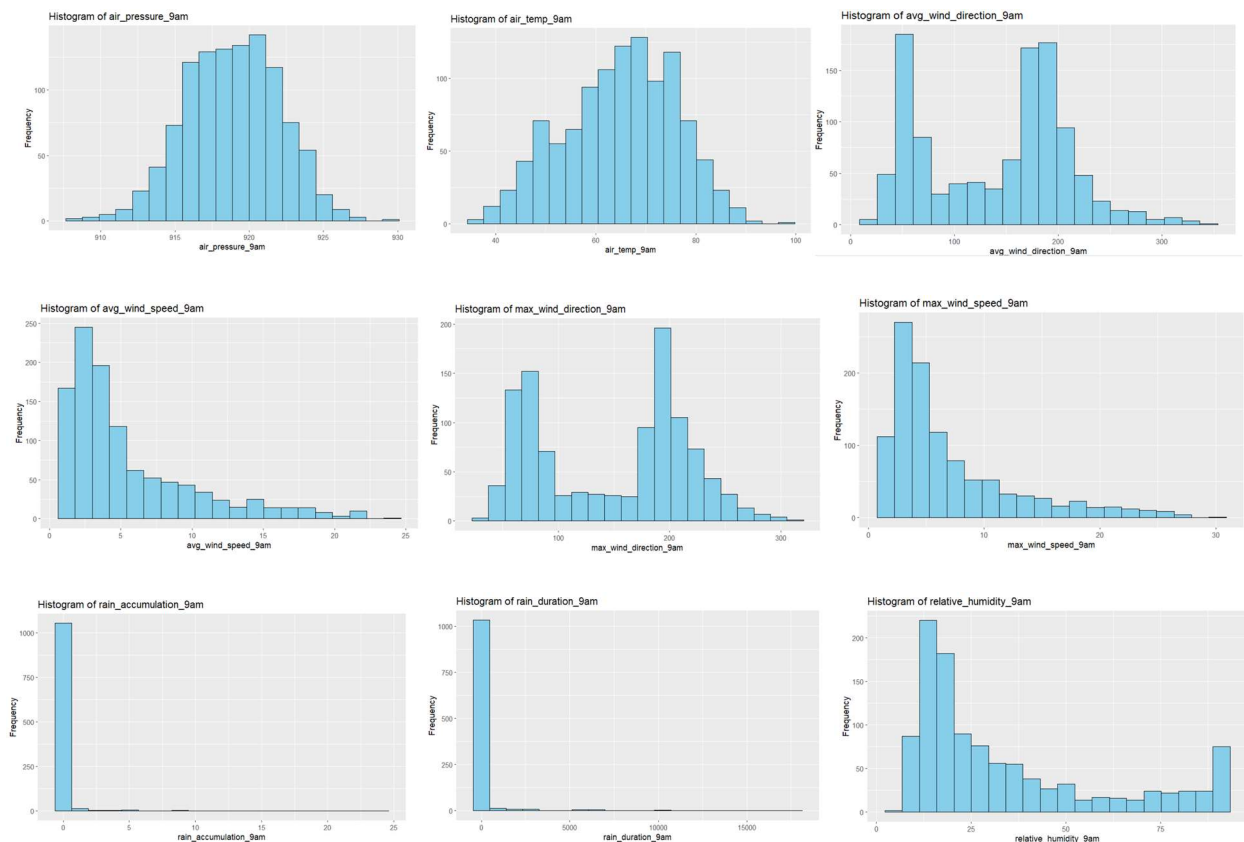 Histogram of air_pressure_9am
Frequency
100
50
0
910
915
920
925
930
air_pressure_9am
Histogram of air_temp_9am
Frequency
100
50
0
40
60
80
100
air_temp_9am
Histogram of avg_wind_direction_9am
Frequency
150
100
50
0
0
100
200
300
avg_wind_direction_9am
Histogram of avg_wind_speed_9am
Frequency
250
200
150
100
50
0
0
5
10
15
20
25
avg_wind_speed_9am
Histogram of max_wind_direction_9am
Frequency
200
150
100
50
0
100
200
300
max_wind_direction_9am
Histogram of max_wind_speed_9am
Frequency
200
100
0
0
10
20
30
max_wind_speed_9am
Histogram of rain_accumulation_9am
Frequency
1000
750
500
250
0
0
5
10
15
20
25
rain_accumulation_9am
Histogram of rain_duration_9am
Frequency
1000
750
500
250
0
0
5000
10000
15000
rain_duration_9am
Histogram of relative_humidity_9am
Frequency
200
150
100
50
0
0
25
50
75
relative_humidity_9am